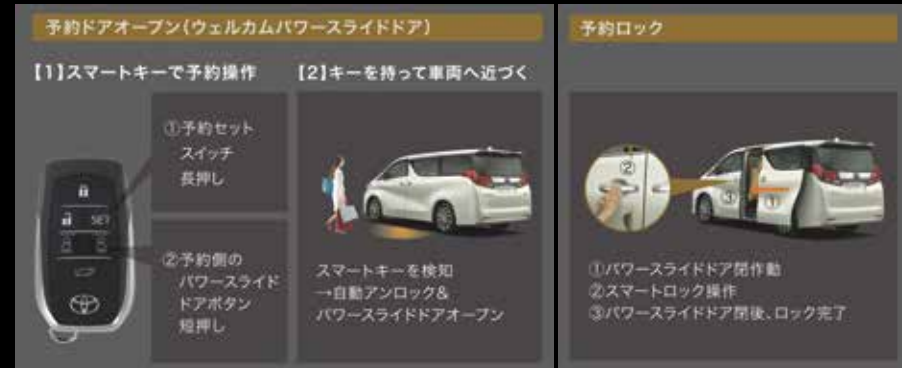 予約ドアオープン(ウェルカムパワースライドドア)
【1】スマートキーで予約操作
①予約セット
スイッチ
長押し
SET
②予約側の
パワースライド
ドアボタン
短押し
【2】キーを持って車両へ近づく
スマートキーを検知
→自動アンロック&
パワースライドドアオープン
予約ロック
②
③
①
①パワースライドドア閉作動
②スマートロック操作
③パワースライドドア閉後、ロック完了